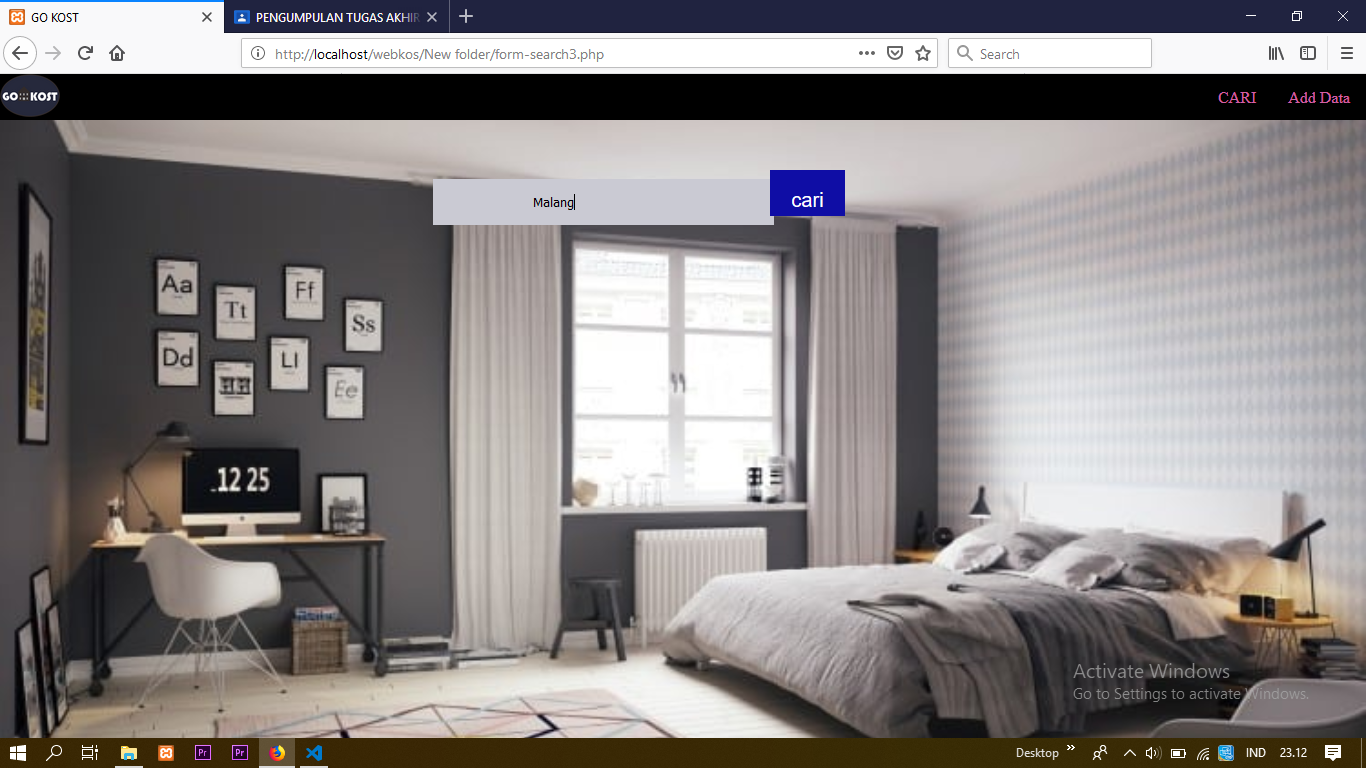 GO KOST
PENGUMPULAN TUGAS AKHIR
http://localhost/webkos/New folder/form-search3.php
Search
GO KOST
CARI
Add Data
Malang
cari
Aa
Tt
Ff
Ss
Dd
Ll
Ee
12 25
Activate Windows
Go to Settings to activate Windows.
Pr
Pr
Desktop
IND
23.12